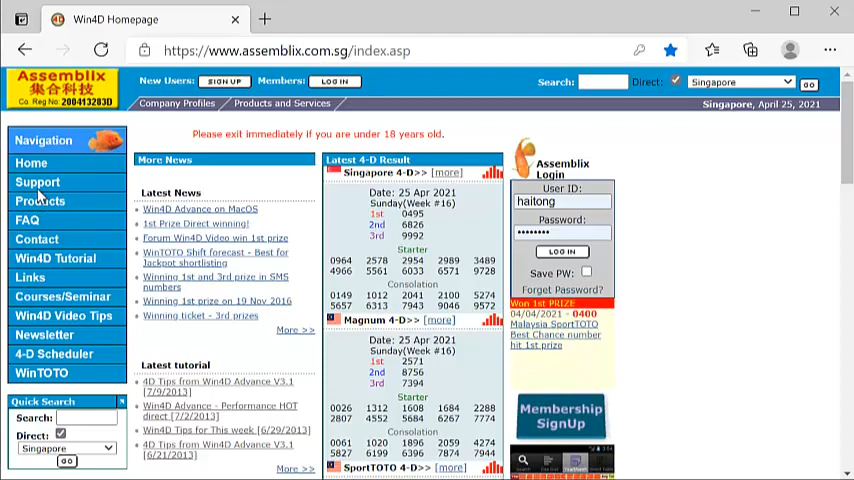 Win4D Homepage
https://www.assemblix.com.sg/index.asp
Assemblix
集合科技
Co. Reg No: 200413203D
New Users: SIGN UP Members: LOG IN
Search: Direct: Singapore GO
Company Profiles Products and Services
Singapore, April 25, 2021
Navigation
Home
Support
Products
FAQ
Contact
Win4D Tutorial
Links
Courses/Seminar
Win4D Video Tips
Newsletter
4-D Scheduler
WinTOTO
Quick Search
Search:
Direct:
Singapore
GO
Please exit immediately if you are under 18 years old.
More News
Latest News
Win4D Advance on MacOS
1st Prize Direct winning!
Forum Win4D Video win 1st prize
WinTOTO Shift forecast - Best for
Jackpot shortlisting
Winning 1st and 3rd prize in SMS
numbers
Winning 1st prize on 19 Nov 2016
Winning ticket - 3rd prizes
More >>
Latest tutorial
4D Tips from Win4D Advance V3.1
[7/9/2013]
Win4D Advance - Performance HOT
direct [7/2/2013]
Win4D Tips for This week [6/29/2013]
4D Tips from Win4D Advance V3.1
[6/21/2013]
More >>
Latest 4-D Result
Singapore 4-D>> [more]
Date: 25 Apr 2021
Sunday(Week #16)
1st 0495
2nd 6826
3rd 9992
Starter
0964 2578 2954 2989 3489
4966 5561 6033 6571 9728
Consolation
0149 1012 2041 2100 5274
5657 6313 7943 9046 9572
Magnum 4-D>> [more]
Date: 25 Apr 2021
Sunday(Week #16)
1st 2571
2nd 8756
3rd 7394
Starter
0026 1312 1608 1684 2288
2807 4552 5684 6267 7774
Consolation
0061 1020 1896 2059 4274
5827 6199 6396 7874 7944
SportTOTO 4-D>> [more]
Assemblix
Login
User ID:
haitong
Password:
••••••••
LOG IN
Save PW:
Forget Password?
Won 1st PRIZE
04/04/2021 - 0400
Malaysia SportTOTO
Best Chance number
hit 1st prize
Membership
SignUp